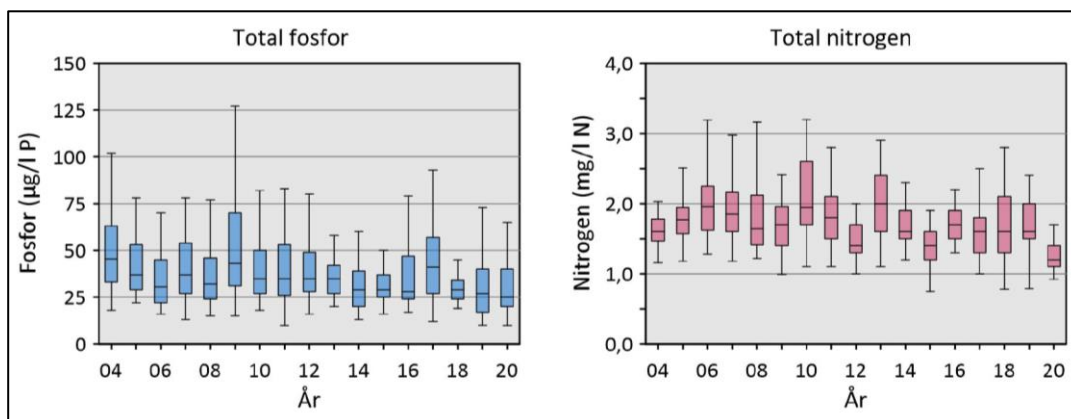 Total fosfor
Fosfor (µg/l P)
150
125
100
75
50
25
0
04 06 08 10 12 14 16 18 20
År
Total nitrogen
Nitrogen (mg/l N)
4,0
3,0
2,0
1,0
0,0
04 06 08 10 12 14 16 18 20
År